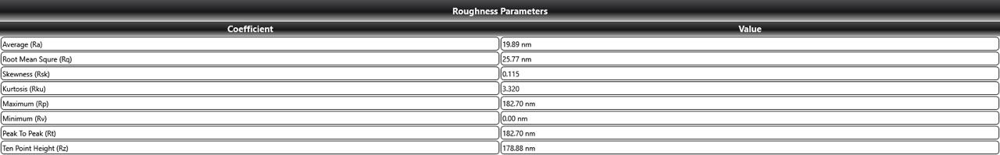 Roughness Parameters
Coefficient Value
Average (Ra) 19.89 nm
Root Mean Squre (Rq) 25.77 nm
Skewness (Rsk) 0.115
Kurtosis (Rku) 3.320
Maximum (Rp) 182.70 nm
Minimum (Rv) 0.00 nm
Peak To Peak (Rt) 182.70 nm
Ten Point Height (Rz) 178.88 nm